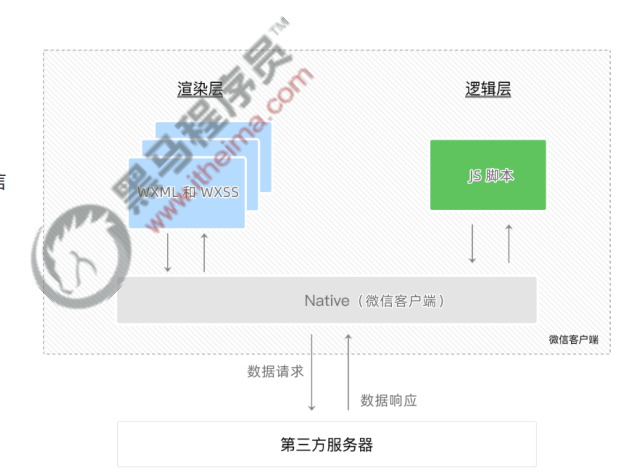 渲染层
逻辑层
黑马程序员™
www.itheima.com
信
WXML 和 WXSS
JS 脚本
Native（微信客户端）
微信客户端
数据请求
数据响应
第三方服务器